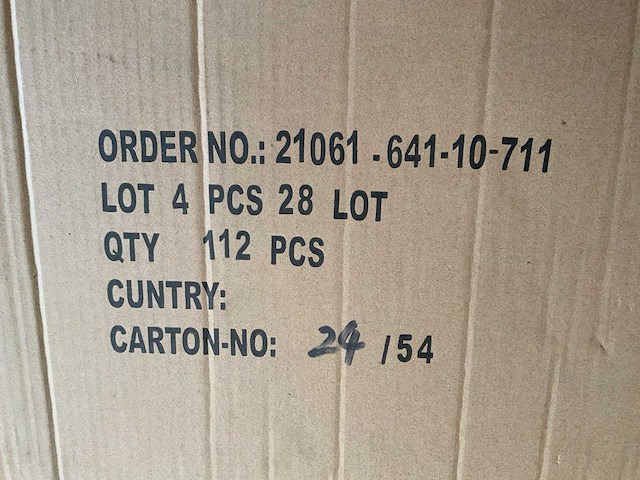 ORDER NO.: 21061-641-10-711
LOT 4 PCS 28 LOT
QTY 112 PCS
CUNTRY:
CARTON-NO: 24 /54